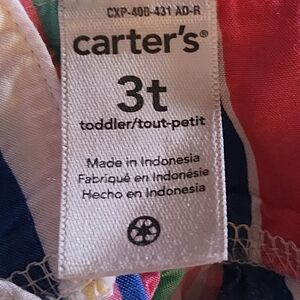 CXP-400-431 AD-R
carter's®
3t
toddler/tout-petit
Made in Indonesia
Fabriqué en Indonésie
Hecho en Indonesia